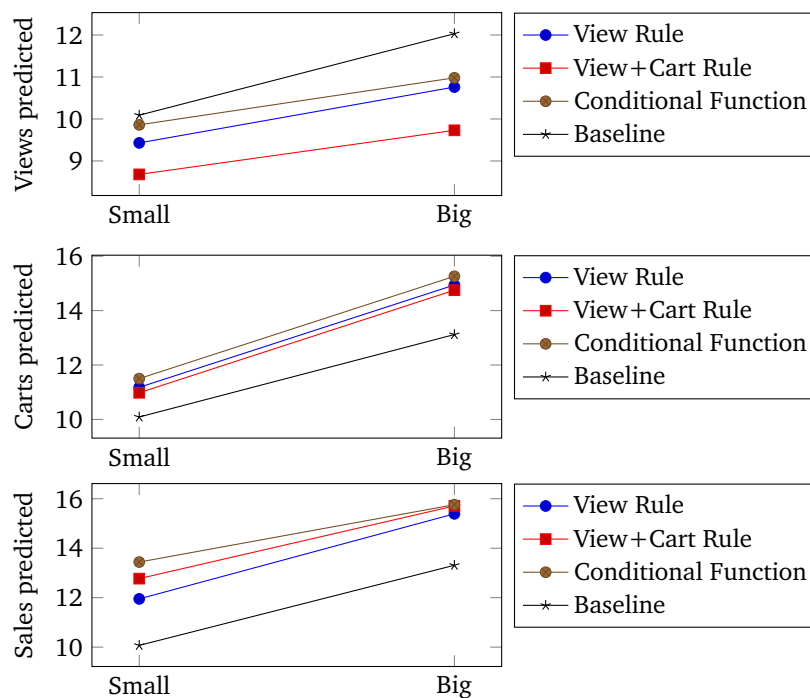 Views predicted
12
11
10
9
Small
Big
View Rule
View+Cart Rule
Conditional Function
Baseline
Carts predicted
16
14
12
10
Small
Big
View Rule
View+Cart Rule
Conditional Function
Baseline
Sales predicted
16
14
12
10
Small
Big
View Rule
View+Cart Rule
Conditional Function
Baseline